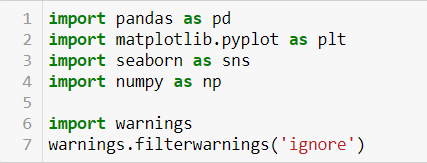 1 import pandas as pd
2 import matplotlib.pyplot as plt
3 import seaborn as sns
4 import numpy as np
5
6 import warnings
7 warnings.filterwarnings('ignore')